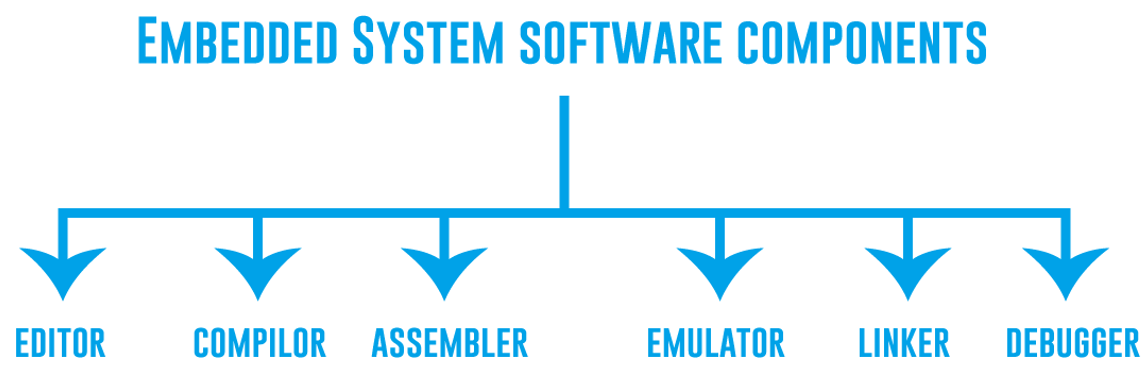 Embedded System software components
EDITOR
COMPILOR
ASSEMBLER
EMULATOR
LINKER
DEBUGGER